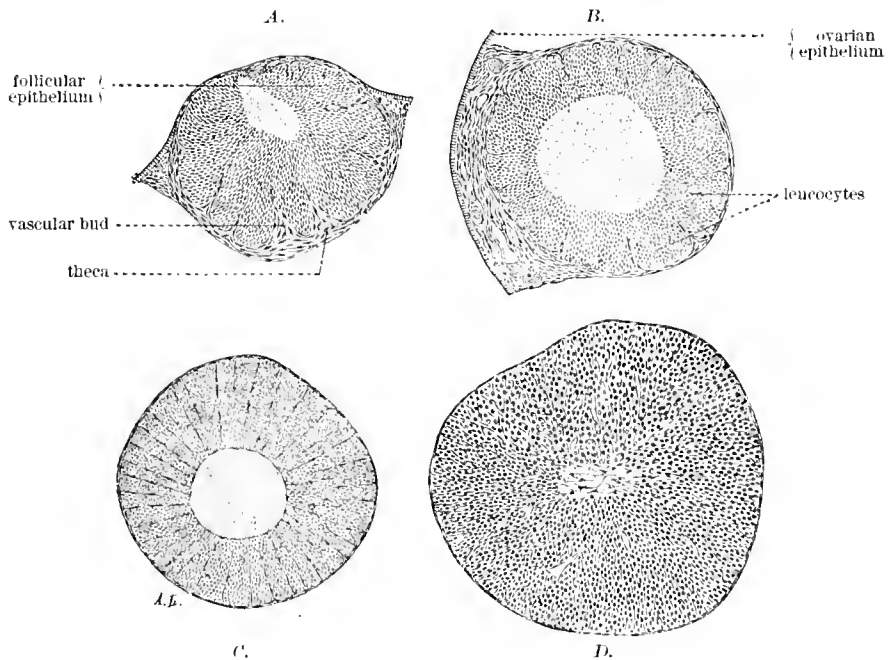 A.
B.
follicular
epithelium
ovarian
epithelium
leucocytes
vascular bud
theca
C.
D.